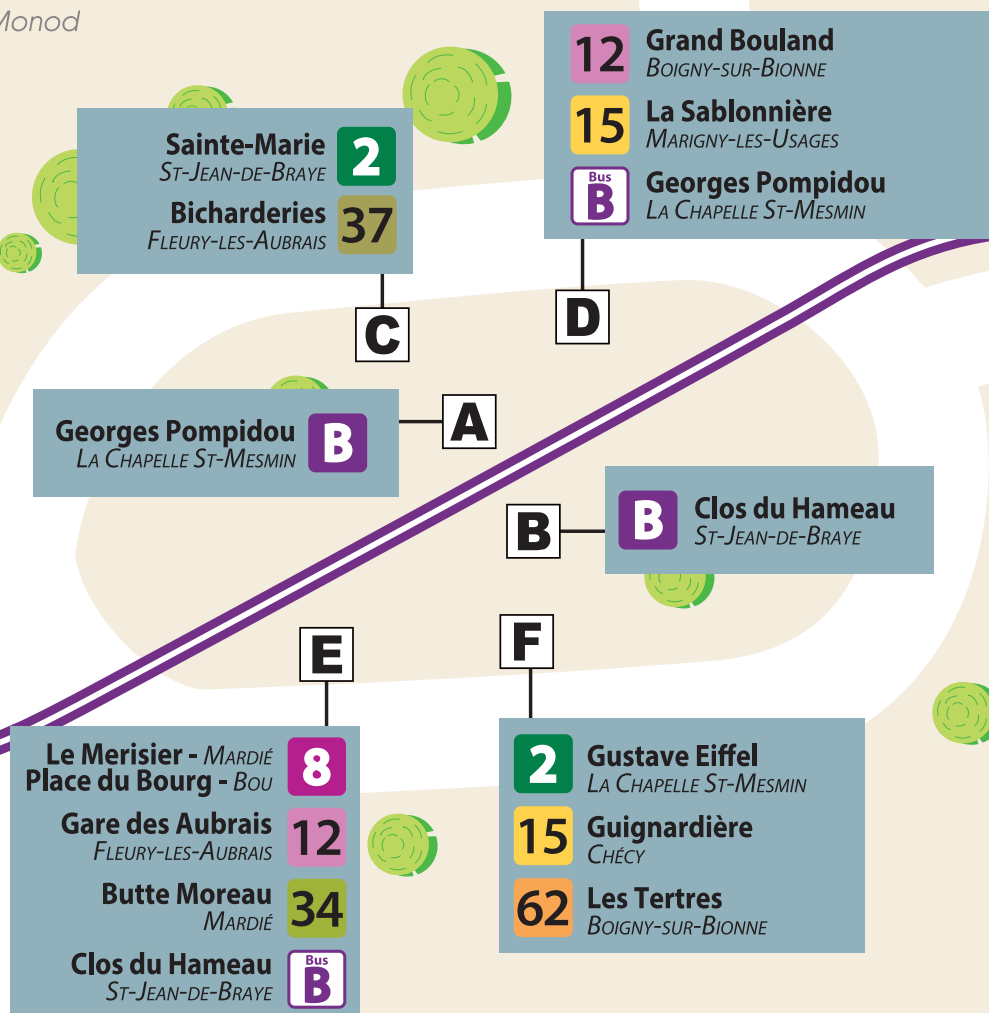 Monod
12 Grand Bouland
BOIGNY-SUR-BIONNE
15 La Sablonnière
MARIGNY-LES-USAGES
Bus B Georges Pompidou
LA CHAPELLE ST-MESMIN
Sainte-Marie 2
ST-JEAN-DE-BRAYE
Bicharderies 37
FLEURY-LES-AUBRAIS
C
D
Georges Pompidou B
LA CHAPELLE ST-MESMIN
A
B
B Clos du Hameau
ST-JEAN-DE-BRAYE
E
F
Le Merisier - MARDIÉ 8
Place du Bourg - BOU
Gare des Aubrais 12
FLEURY-LES-AUBRAIS
Butte Moreau 34
MARDIÉ
Clos du Hameau Bus B
ST-JEAN-DE-BRAYE
2 Gustave Eiffel
LA CHAPELLE ST-MESMIN
15 Guignardière
CHÉCY
62 Les Tertres
BOIGNY-SUR-BIONNE